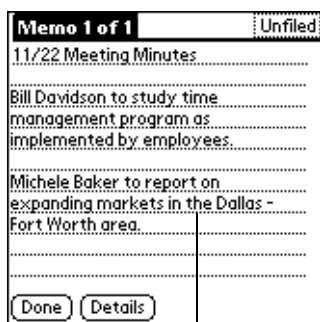 Memo 1 of 1
Unfiled
11/22 Meeting Minutes
Bill Davidson to study time
management program as
implemented by employees.
Michele Baker to report on
expanding markets in the Dallas -
Fort Worth area.
Done Details